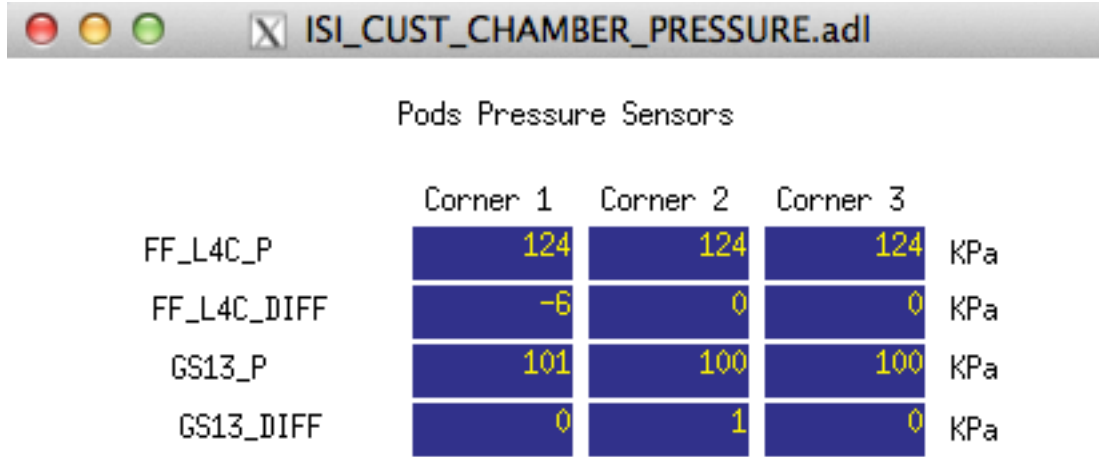 ISI_CUST_CHAMBER_PRESSURE.adl
Pods Pressure Sensors
Corner 1 Corner 2 Corner 3
FF_L4C_P 124 124 124 KPa
FF_L4C_DIFF -6 0 0 KPa
GS13_P 101 100 100 KPa
GS13_DIFF 0 1 0 KPa